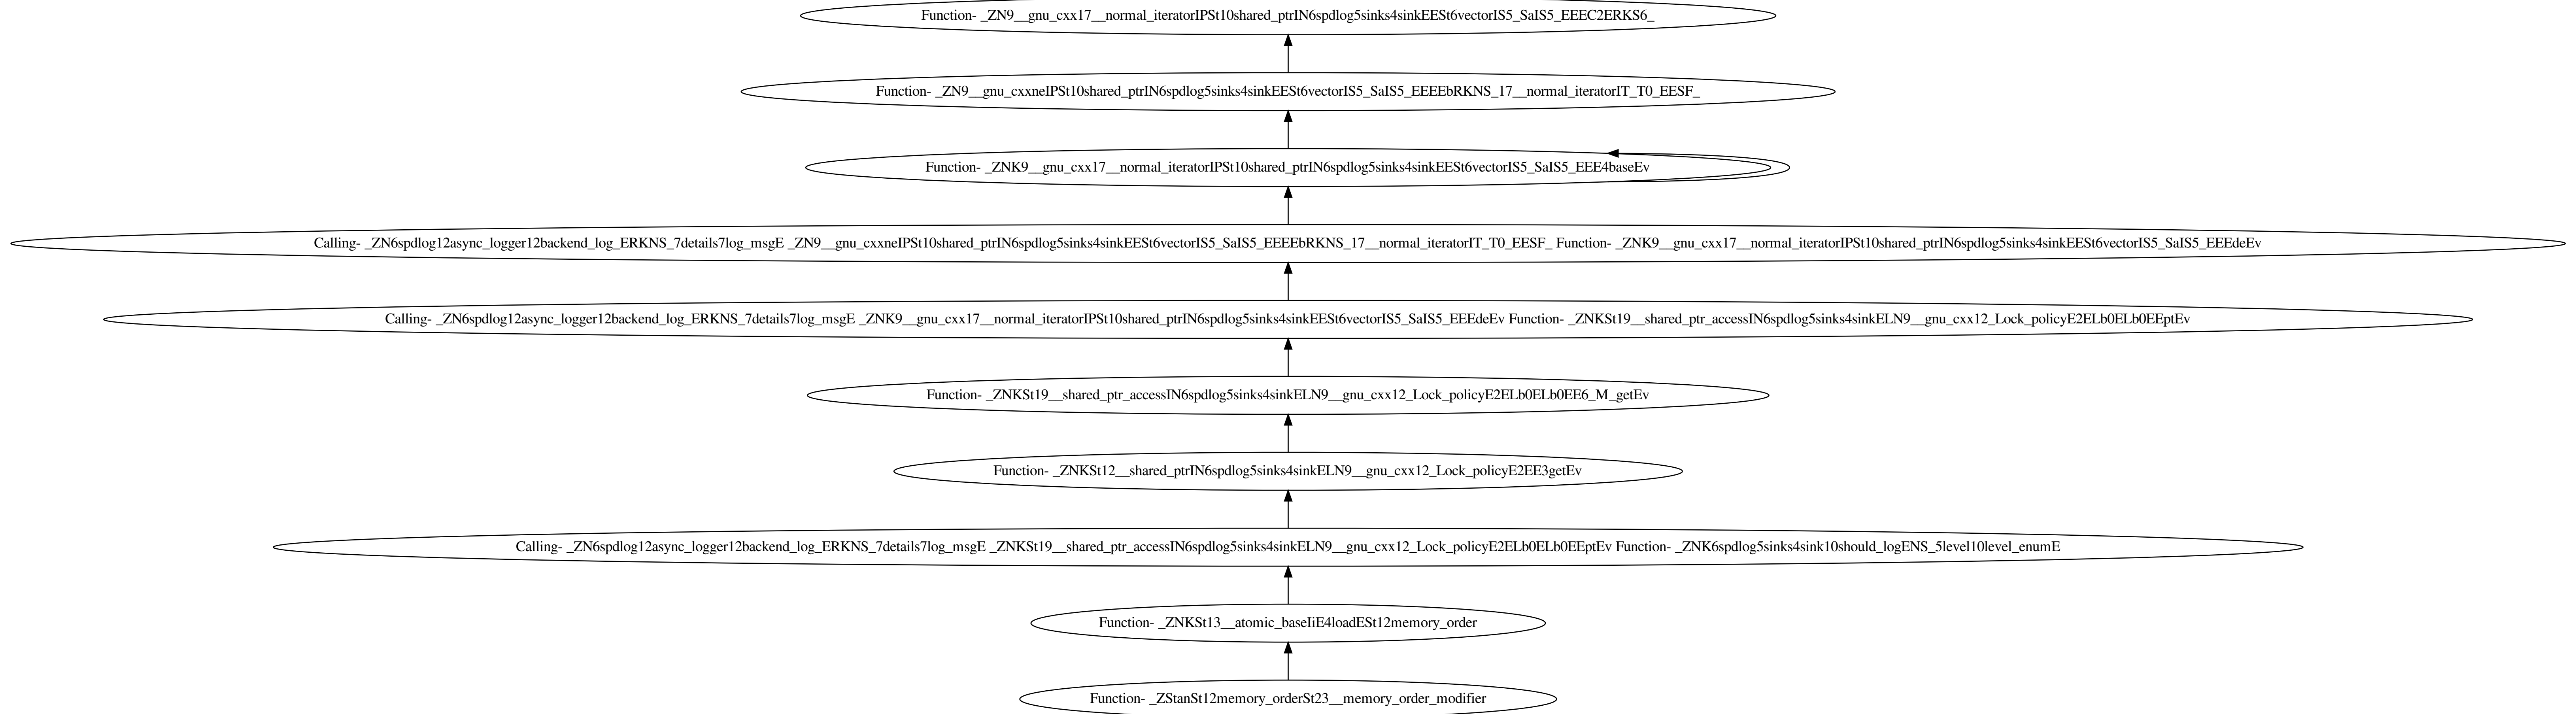 Function- _ZN9__gnu_cxx17__normal_iteratorIPSt10shared_ptrIN6spdlog5sinks4sinkEESt6vectorIS5_SaIS5_EEEC2ERKS6_
Function- _ZN9__gnu_cxxneIPSt10shared_ptrIN6spdlog5sinks4sinkEESt6vectorIS5_SaIS5_EEEEbRKNS_17__normal_iteratorIT_T0_EESF_
Function- _ZNK9__gnu_cxx17__normal_iteratorIPSt10shared_ptrIN6spdlog5sinks4sinkEESt6vectorIS5_SaIS5_EEE4baseEv
Calling- _ZN6spdlog12async_logger12backend_log_ERKNS_7details7log_msgE _ZN9__gnu_cxxneIPSt10shared_ptrIN6spdlog5sinks4sinkEESt6vectorIS5_SaIS5_EEEEbRKNS_17__normal_iteratorIT_T0_EESF_ Function- _ZNK9__gnu_cxx17__normal_iteratorIPSt10shared_ptrIN6spdlog5sinks4sinkEESt6vectorIS5_SaIS5_EEEdeEv
Calling- _ZN6spdlog12async_logger12backend_log_ERKNS_7details7log_msgE _ZNK9__gnu_cxx17__normal_iteratorIPSt10shared_ptrIN6spdlog5sinks4sinkEESt6vectorIS5_SaIS5_EEEdeEv Function- _ZNKSt19__shared_ptr_accessIN6spdlog5sinks4sinkELN9__gnu_cxx12_Lock_policyE2ELb0ELb0EEptEv
Function- _ZNKSt19__shared_ptr_accessIN6spdlog5sinks4sinkELN9__gnu_cxx12_Lock_policyE2ELb0ELb0EE6_M_getEv
Function- _ZNKSt12__shared_ptrIN6spdlog5sinks4sinkELN9__gnu_cxx12_Lock_policyE2EE3getEv
Calling- _ZN6spdlog12async_logger12backend_log_ERKNS_7details7log_msgE _ZNKSt19__shared_ptr_accessIN6spdlog5sinks4sinkELN9__gnu_cxx12_Lock_policyE2ELb0ELb0EEptEv Function- _ZNK6spdlog5sinks4sink10should_logENS_5level10level_enumE
Function- _ZNKSt13__atomic_baseIiE4loadESt12memory_order
Function- _ZStanSt12memory_orderSt23__memory_order_modifier